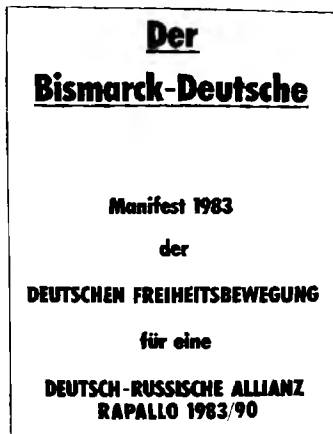 Der
Bismarck-Deutsche
Manifest 1983
der
DEUTSCHEN FREIHEITSBEWEGUNG
für eine
DEUTSCH-RUSSISCHE ALLIANZ
RAPALLO 1983/90